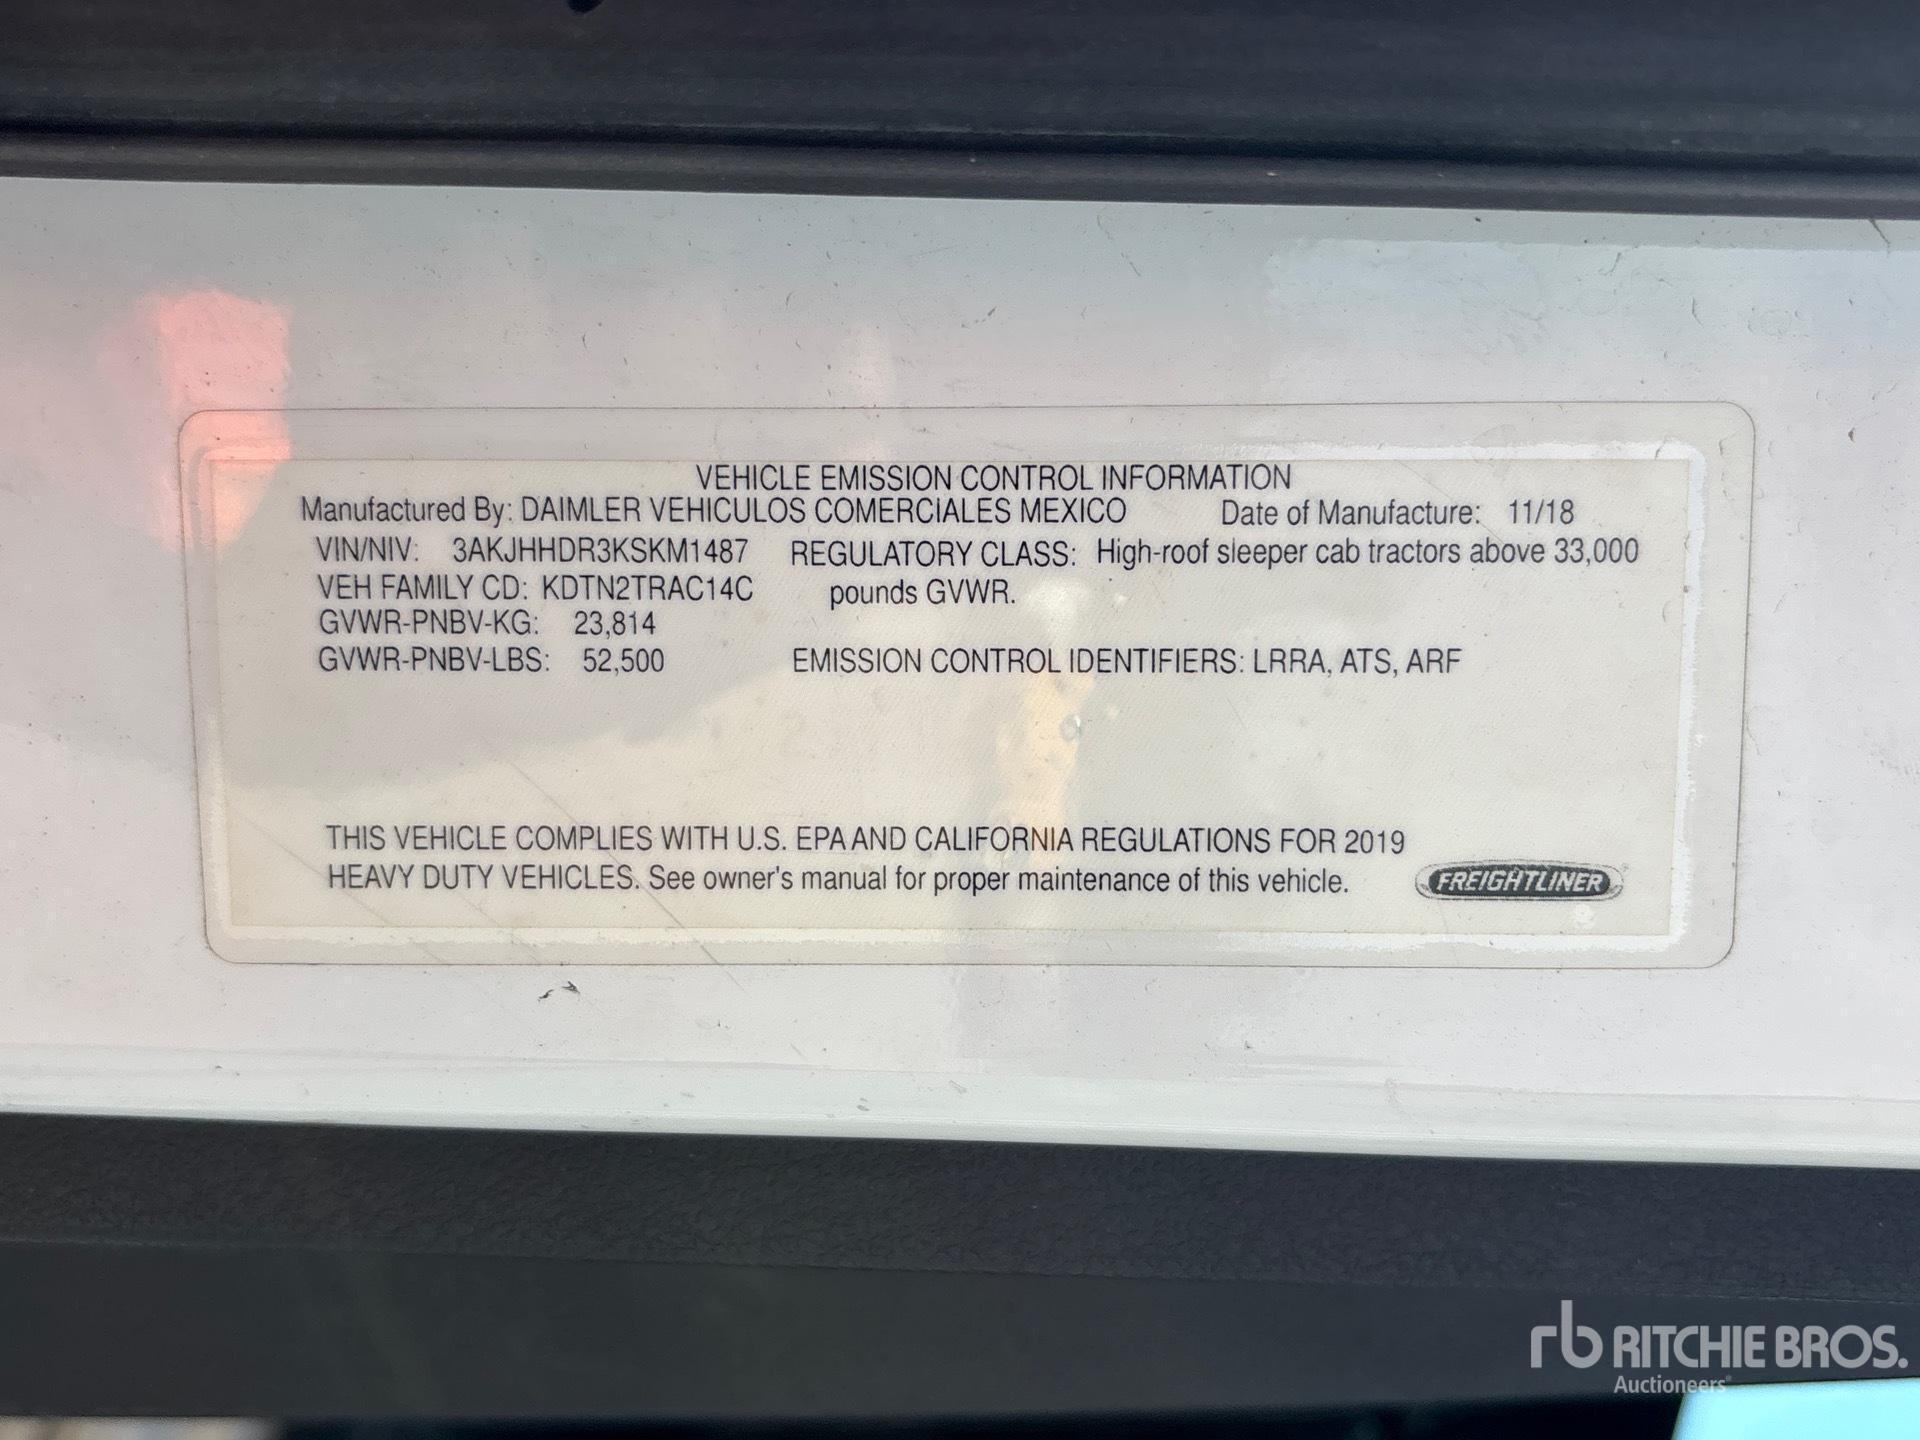 VEHICLE EMISSION CONTROL INFORMATION
Manufactured By: DAIMLER VEHICULOS COMERCIALES MEXICO Date of Manufacture: 11/18
VIN/NIV: 3AKJHHDR3KSKM1487 REGULATORY CLASS: High-roof sleeper cab tractors above 33,000
VEH FAMILY CD: KDTN2TRAC14C pounds GVWR.
GVWR-PNBV-KG: 23,814
GVWR-PNBV-LBS: 52,500 EMISSION CONTROL IDENTIFIERS: LRRA, ATS, ARF
THIS VEHICLE COMPLIES WITH U.S. EPA AND CALIFORNIA REGULATIONS FOR 2019
HEAVY DUTY VEHICLES. See owner's manual for proper maintenance of this vehicle.
FREIGHTLINER
rb RITCHIE BROS.
Auctioneers